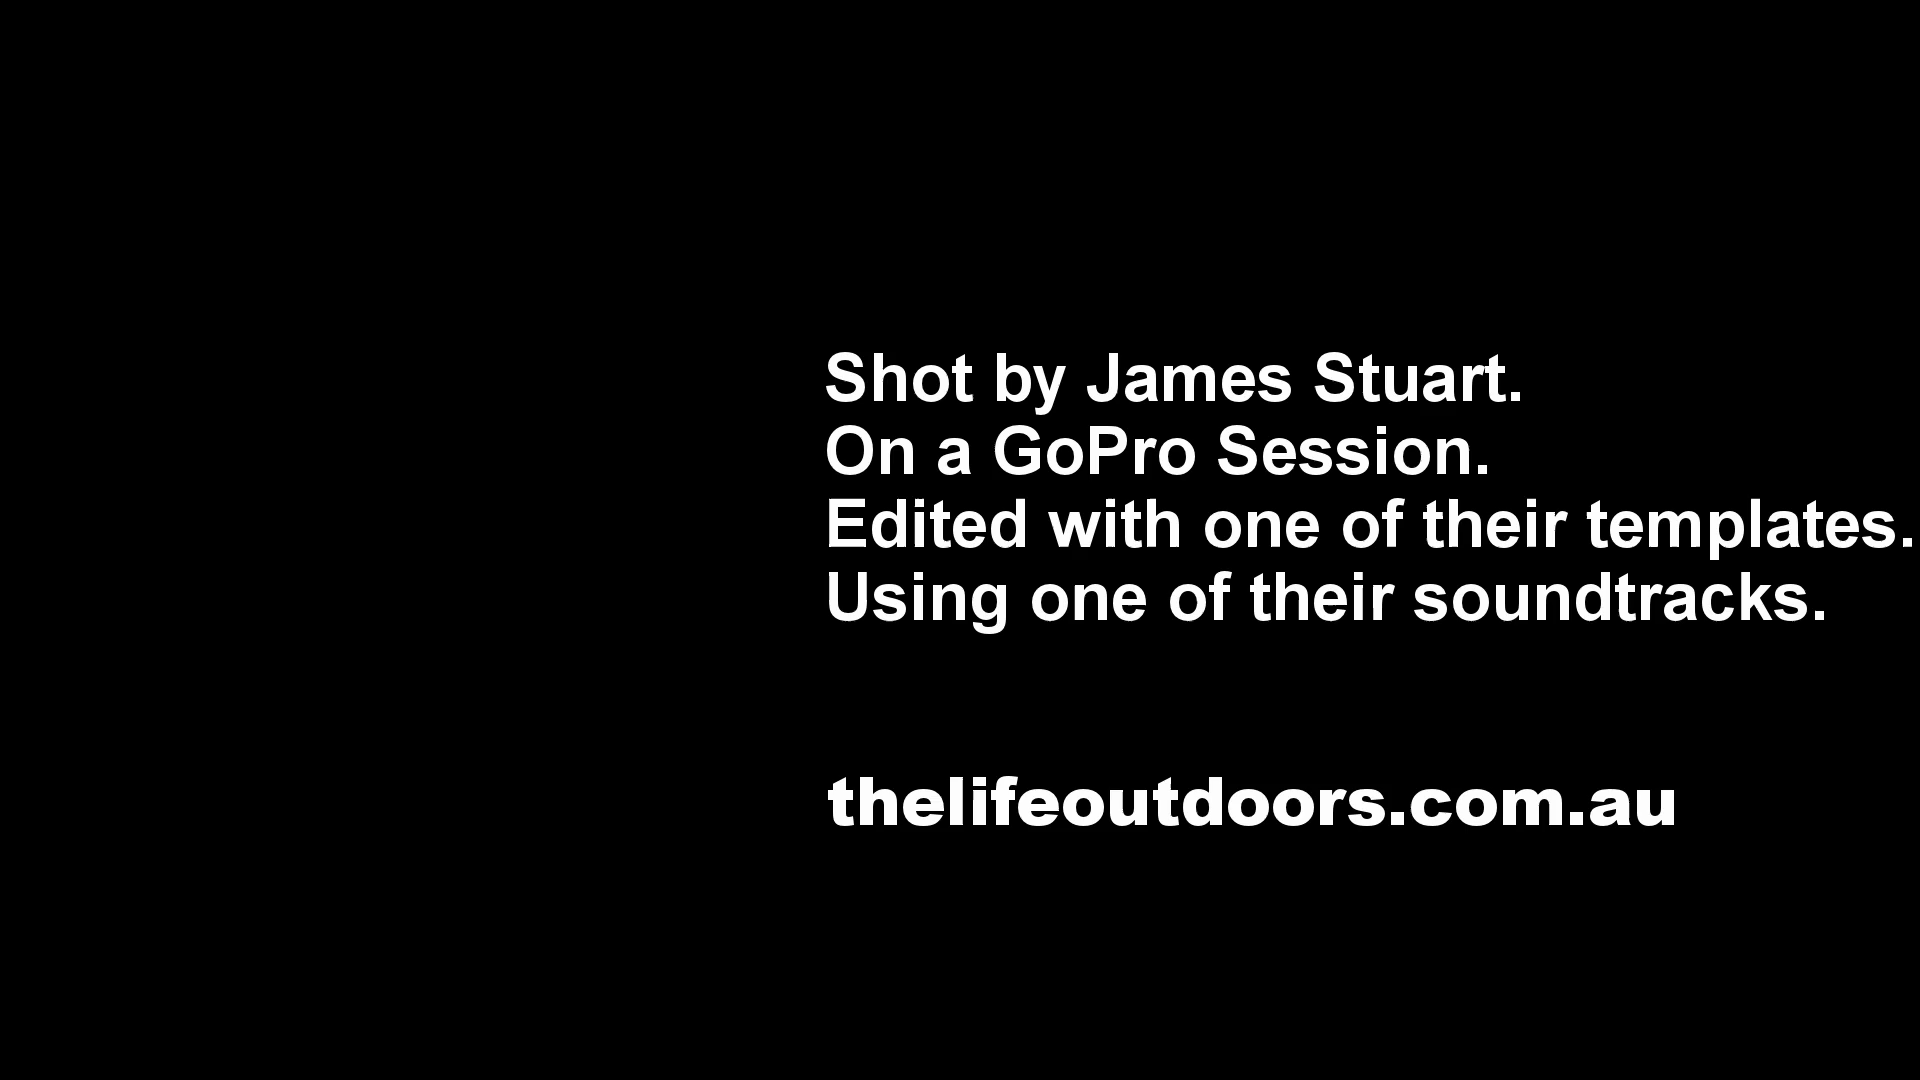 Shot by James Stuart.
On a GoPro Session.
Edited with one of their templates.
Using one of their soundtracks.
thelifeoutdoors.com.au